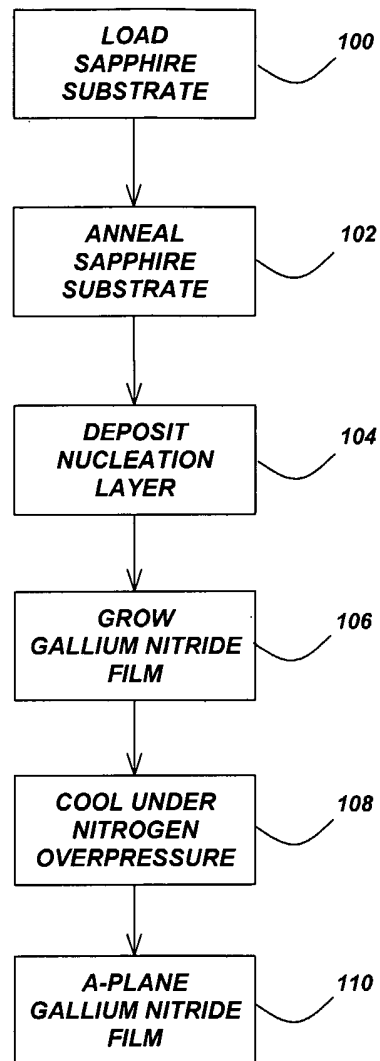 LOAD
SAPPHIRE
SUBSTRATE
100
ANNEAL
SAPPHIRE
SUBSTRATE
102
DEPOSIT
NUCLEATION
LAYER
104
GROW
GALLIUM NITRIDE
FILM
106
COOL UNDER
NITROGEN
OVERPRESSURE
108
A-PLANE
GALLIUM NITRIDE
FILM
110